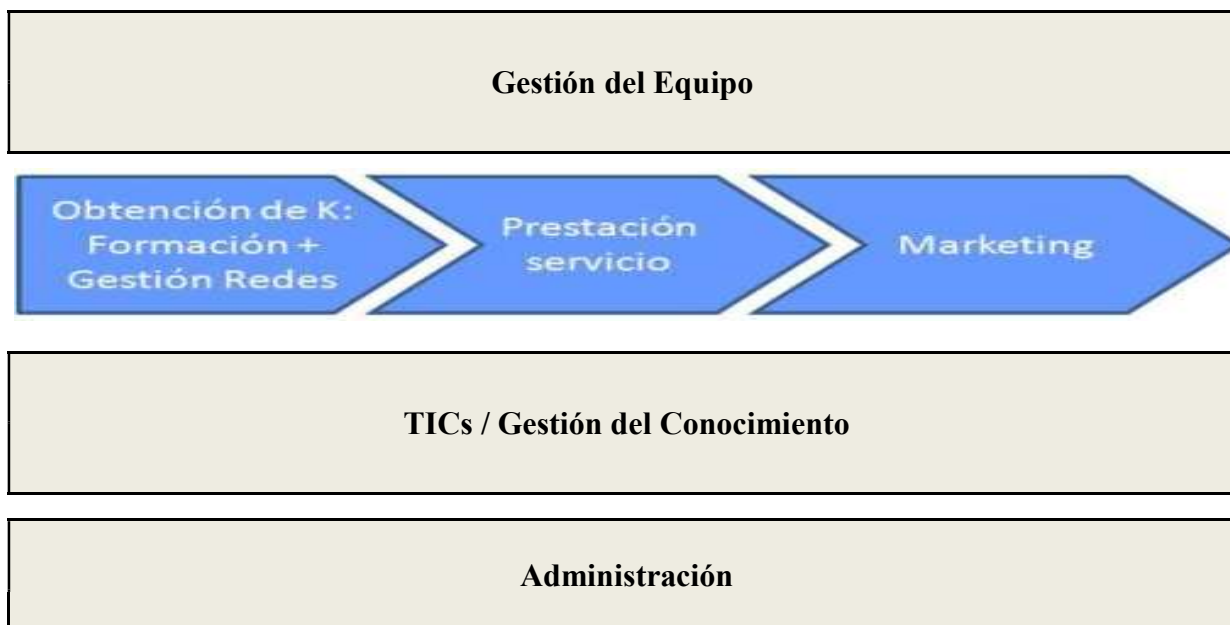 Gestión del Equipo
Obtención de K:
Formación +
Gestión Redes
Prestación
servicio
Marketing
TICs / Gestión del Conocimiento
Administración